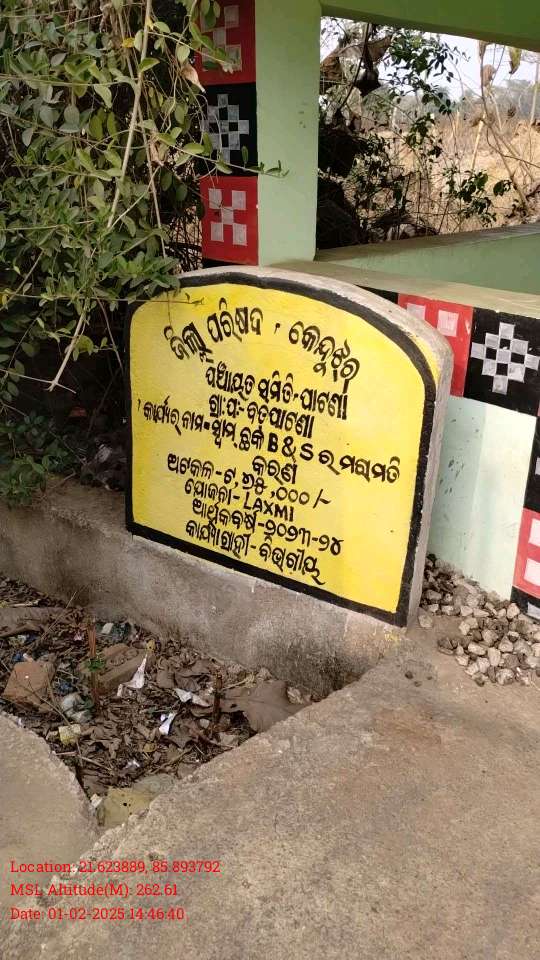 ଜିଲ୍ଲା ପରିଷଦ , କେନ୍ଦୁଝର
ପଞ୍ଚାୟତ ସମିତି-ପାଟଣା
ଗ୍ରା:ପ:- ବଡ଼ପାଟଣା
କାର୍ଯ୍ୟର ନାମ- ସ୍ୱାମ୍ ଛକ B & S ର ମରାମତି
କରଣ
ଅଟକଳ - ଟ, ୬୫,୦୦୦/-
ଯୋଜନା - LAXMI
ଆର୍ଥିକବର୍ଷ -୨୦୨୩-୨୪
କାର୍ଯ୍ୟକାରୀ- ବିଭାଗୀୟ
Location: 21.623889, 85.893792
MSL Altitude(M): 262.61
Date: 01-02-2025 14:46:40